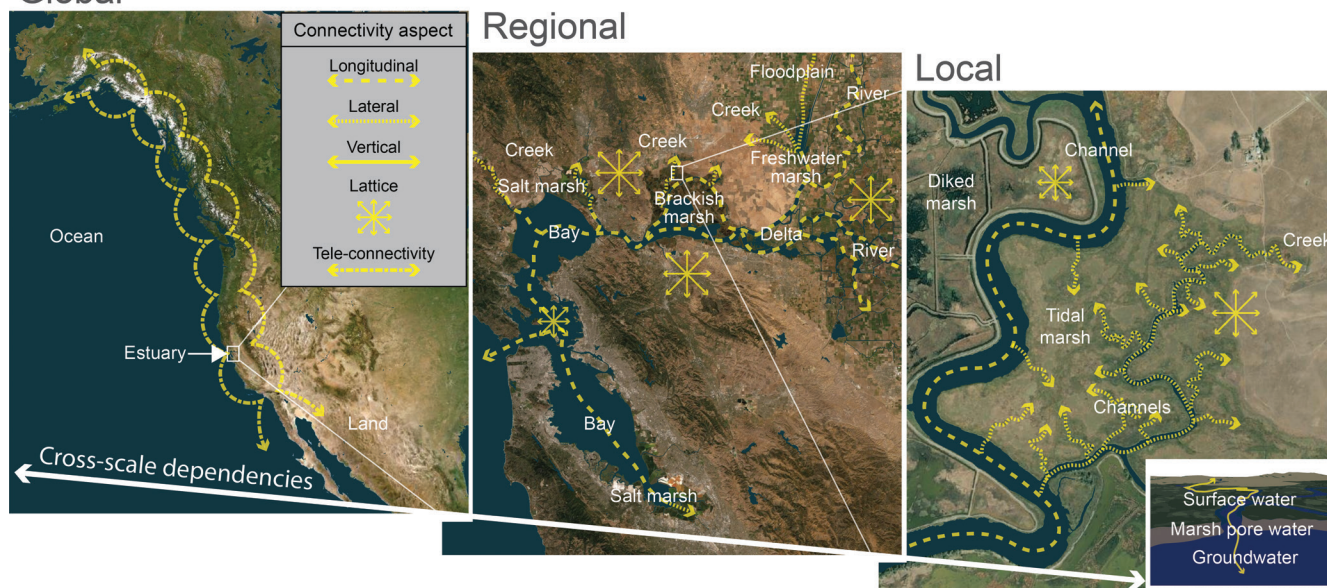 Global
Connectivity aspect
Longitudinal
Lateral
Vertical
Lattice
Tele-connectivity
Ocean
Estuary
Land
Cross-scale dependencies
Regional
Floodplain
River
Creek
Creek
Creek
Freshwater
marsh
Salt marsh
Brackish
marsh
Bay
Delta
River
Bay
Salt marsh
Local
Channel
Diked
marsh
Creek
Tidal
marsh
Channels
Surface water
Marsh pore water
Groundwater